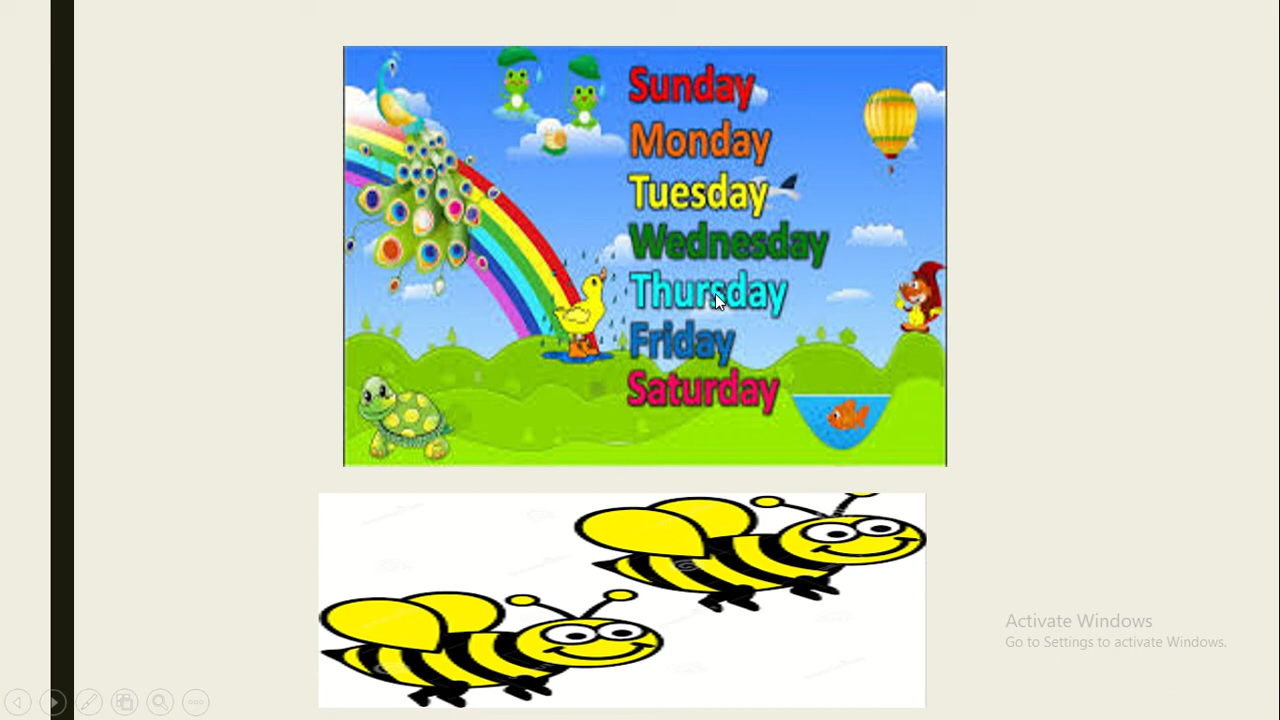 Sunday
Monday
Tuesday
Wednesday
Thursday
Friday
Saturday
Activate Windows
Go to Settings to activate Windows.